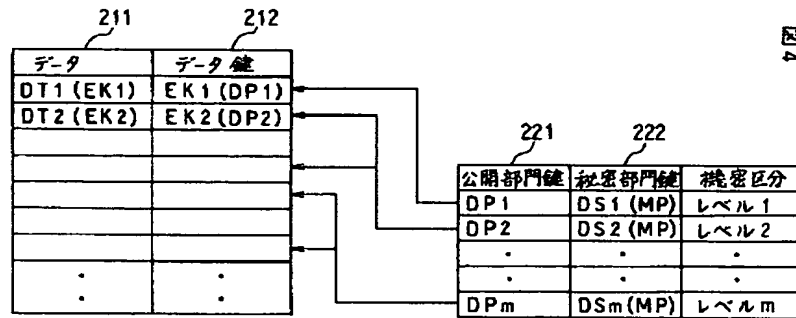 図4
211 212
データ データ鍵
DT1(EK1) EK1(DP1)
DT2(EK2) EK2(DP2)
・ ・
・ ・
221 222
公開部門鍵 秘密部門鍵 機密区分
DP1 DS1(MP) レベル1
DP2 DS2(MP) レベル2
・ ・ ・
・ ・ ・
DPm DSm(MP) レベルm